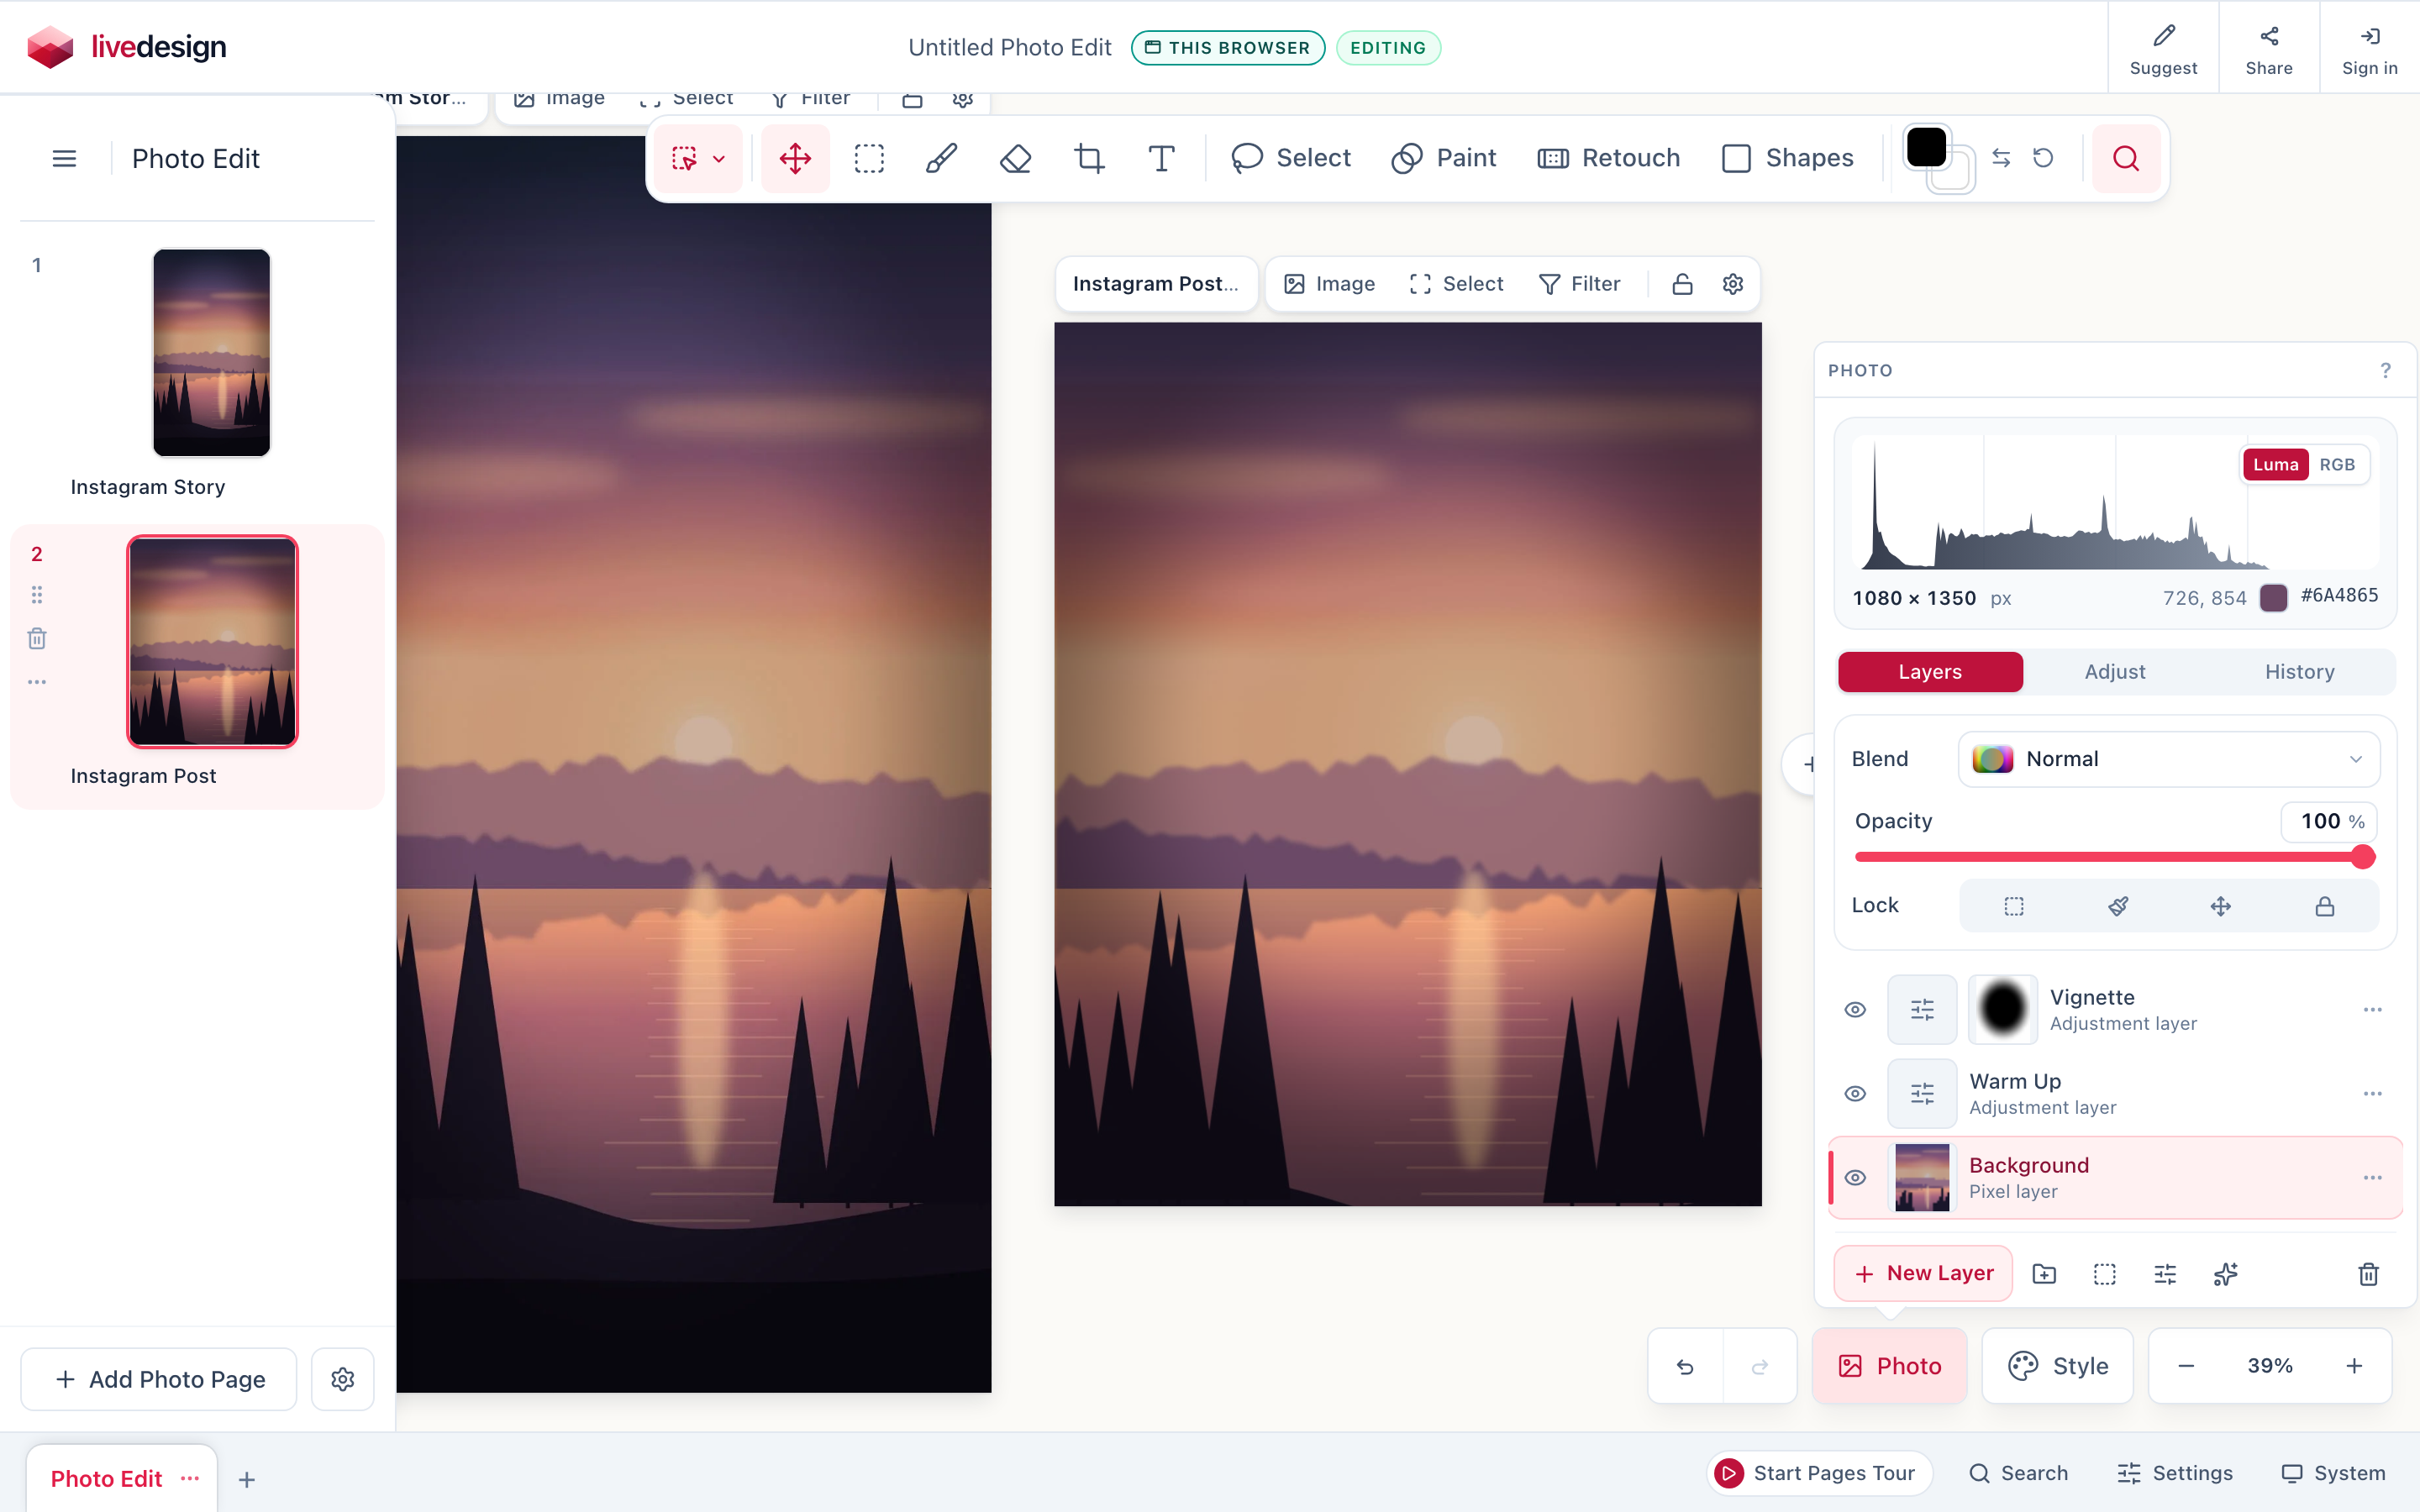 livedesign
Untitled Photo Edit
THIS BROWSER
EDITING
Suggest
Share
Sign in
Photo Edit
am Stor...
Image
Select
Filter
Select
Paint
Retouch
Shapes
1
Instagram Story
2
Instagram Post
Instagram Post...
Image
Select
Filter
PHOTO
?
Luma
RGB
1080 × 1350 px
726, 854
#6A4865
Layers
Adjust
History
Blend
Normal
Opacity
100 %
Lock
Vignette
Adjustment layer
Warm Up
Adjustment layer
Background
Pixel layer
New Layer
Add Photo Page
Photo
Style
39%
Photo Edit
Start Pages Tour
Search
Settings
System